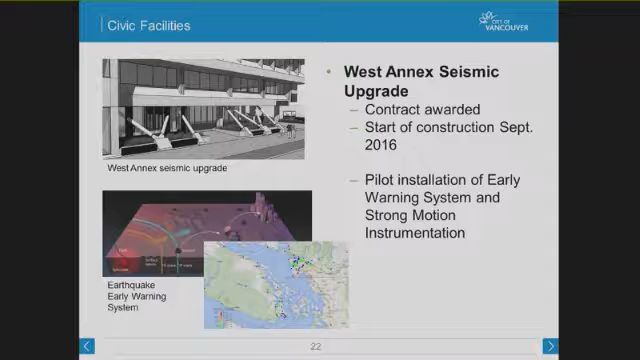 Civic Facilities
CITY OF
VANCOUVER
• West Annex Seismic
Upgrade
– Contract awarded
– Start of construction Sept.
2016
– Pilot installation of Early
Warning System and
Strong Motion
Instrumentation
West Annex seismic upgrade
Earthquake
Early Warning
System
22